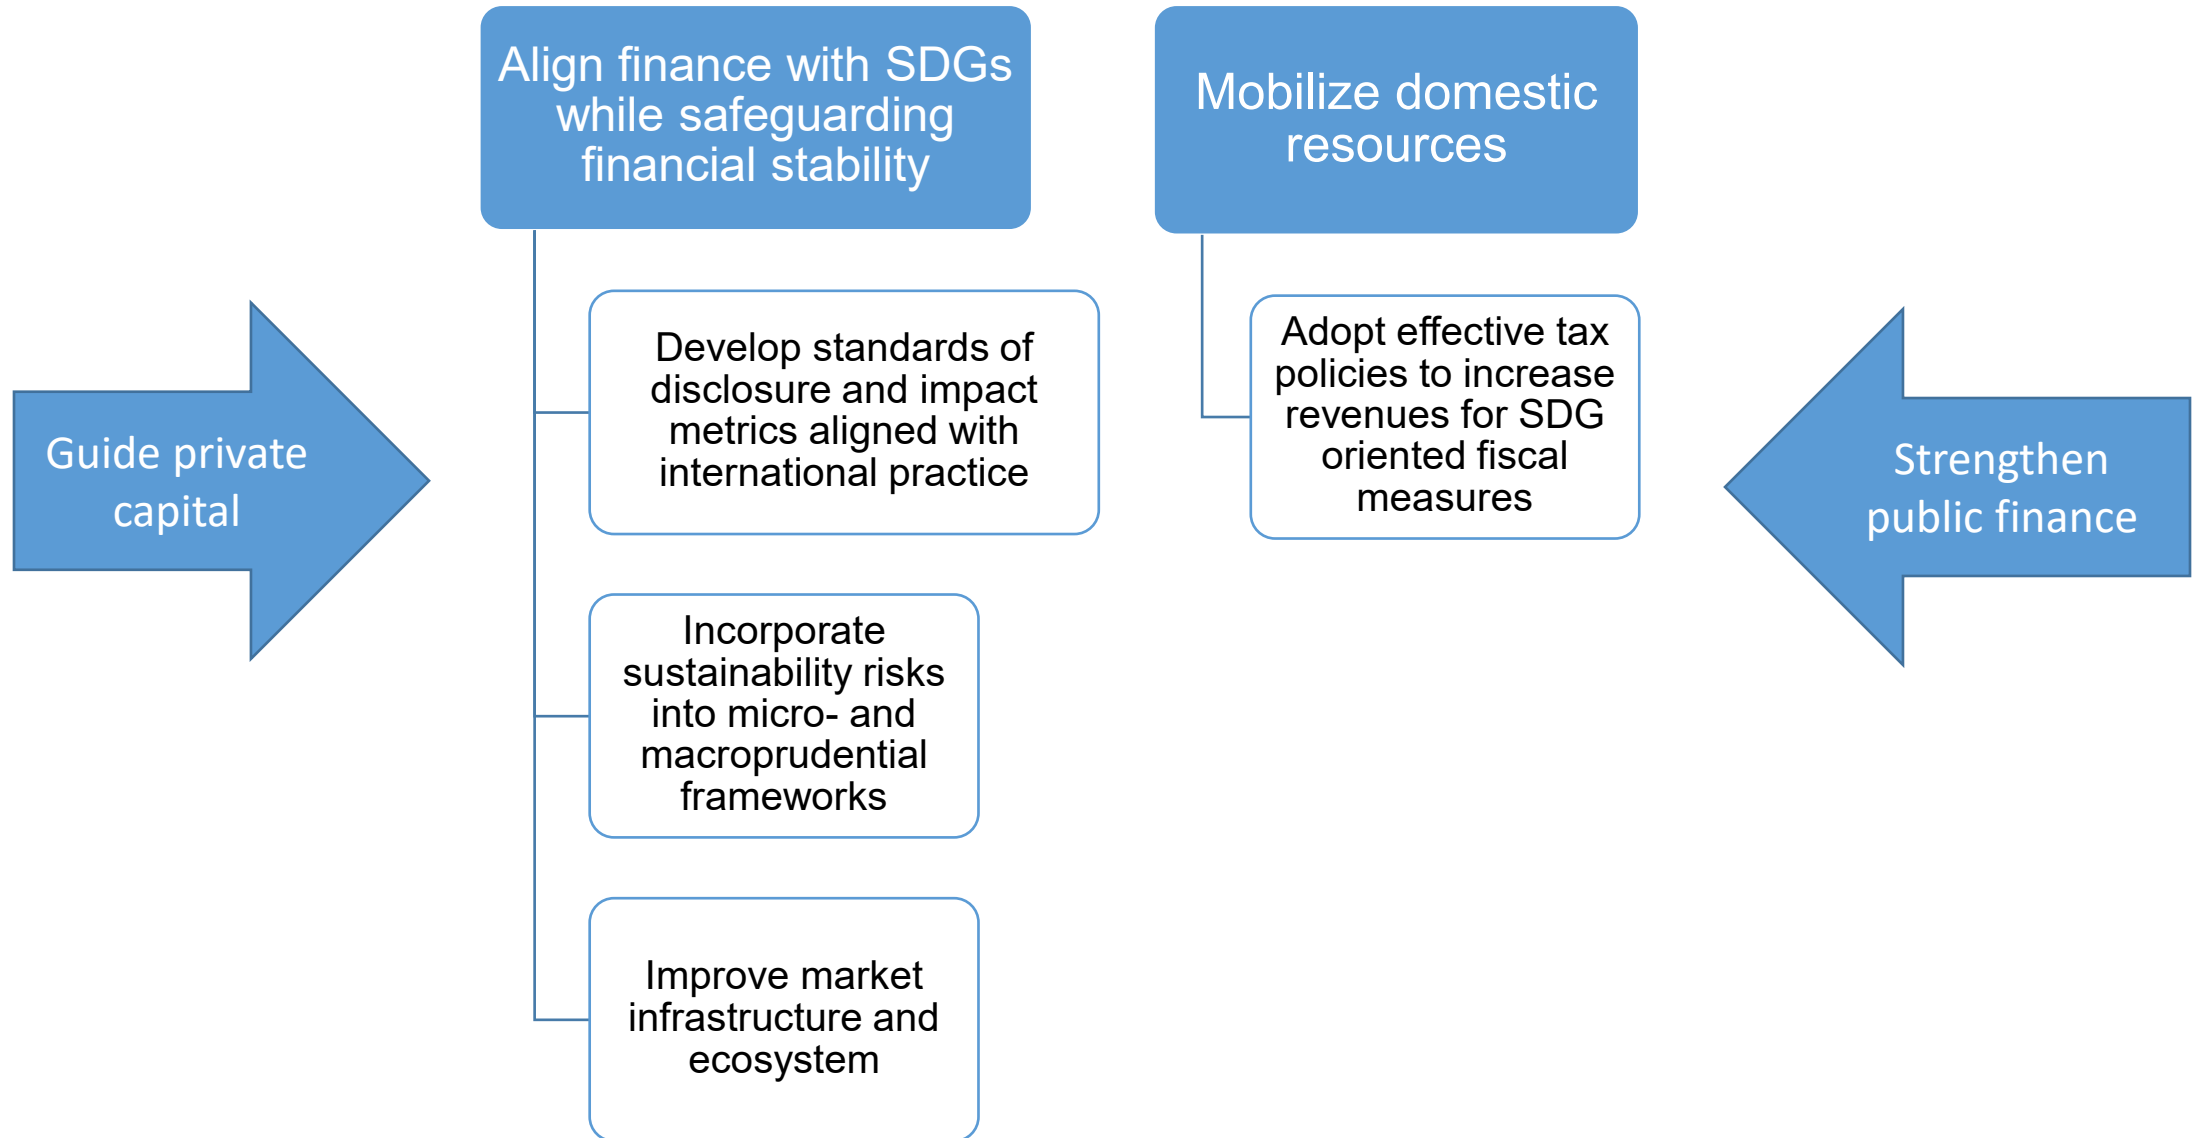 Align finance with SDGs
while safeguarding
financial stability
Mobilize domestic
resources
Guide private
capital
Develop standards of
disclosure and impact
metrics aligned with
international practice
Incorporate
sustainability risks
into micro- and
macroprudential
frameworks
Improve market
infrastructure and
ecosystem
Adopt effective tax
policies to increase
revenues for SDG
oriented fiscal
measures
Strengthen
public finance